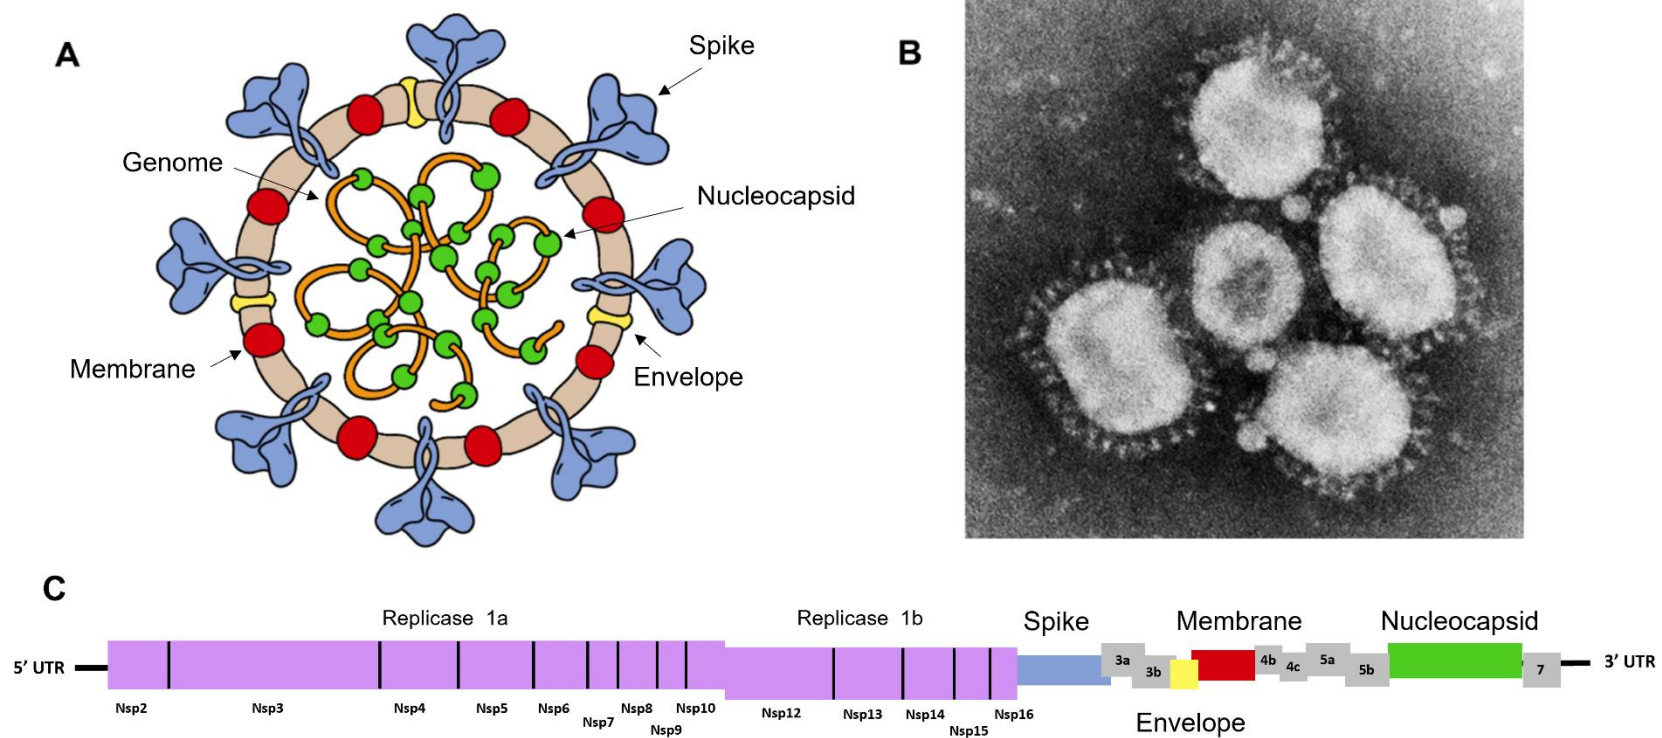 A
Spike
Genome
Nucleocapsid
Membrane
Envelope
B
C
Replicase 1a
Replicase 1b
Spike
Membrane
Nucleocapsid
5’ UTR
3a
3b
4b
4c
5a
5b
7
3’ UTR
Nsp2
Nsp3
Nsp4
Nsp5
Nsp6
Nsp7
Nsp8
Nsp9
Nsp10
Nsp12
Nsp13
Nsp14
Nsp15
Nsp16
Envelope